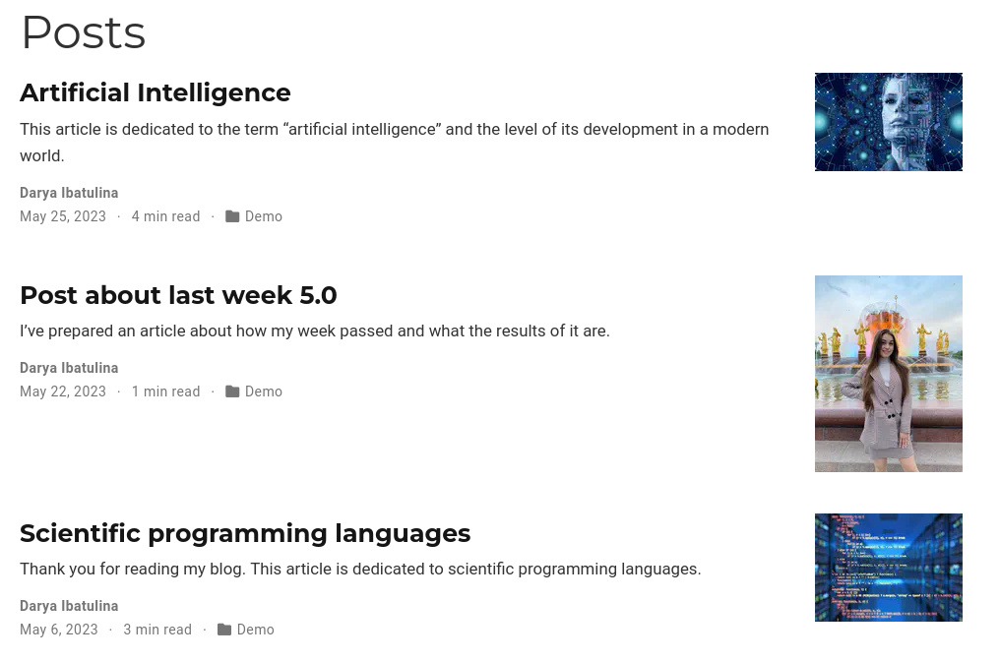 Posts
Artificial Intelligence
This article is dedicated to the term “artificial intelligence” and the level of its development in a modern
world.
Darya Ibatulina
May 25, 2023 · 4 min read · Demo
Post about last week 5.0
I’ve prepared an article about how my week passed and what the results of it are.
Darya Ibatulina
May 22, 2023 · 1 min read · Demo
Scientific programming languages
Thank you for reading my blog. This article is dedicated to scientific programming languages.
Darya Ibatulina
May 6, 2023 · 3 min read · Demo